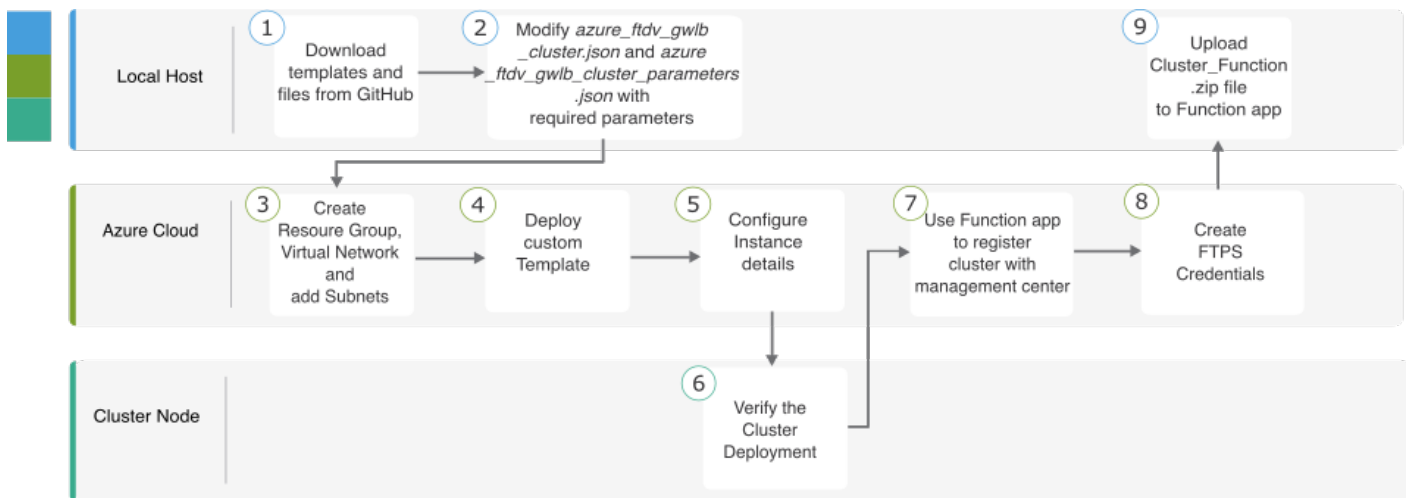 Local Host
1
Download
templates and
files from GitHub
2
Modify azure_ftdv_gwlb
_cluster.json and azure
_ftdv_gwlb_cluster_parameters
.json with
required parameters
9
Upload
Cluster_Function
.zip file
to Function app
Azure Cloud
3
Create
Resoure Group,
Virtual Network
and
add Subnets
4
Deploy
custom
Template
5
Configure
Instance
details
7
Use Function app
to register
cluster with
management center
8
Create
FTPS
Credentials
Cluster Node
6
Verify the
Cluster
Deployment